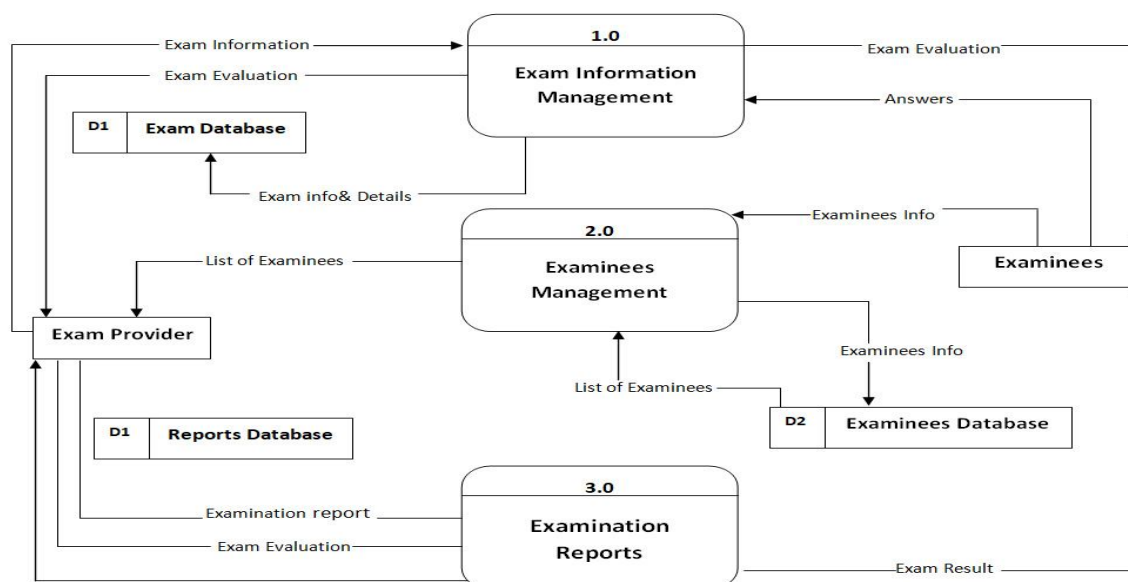 1.0
Exam Information
Exam Evaluation
Exam Evaluation
Exam Information
Management
Answers
D1 Exam Database
Exam info& Details
Examinees Info
2.0
List of Examinees
Examinees
Management
Examinees
Exam Provider
Examinees Info
List of Examinees
D1 Reports Database
D2 Examinees Database
3.0
Examination report
Examination
Reports
Exam Evaluation
Exam Result